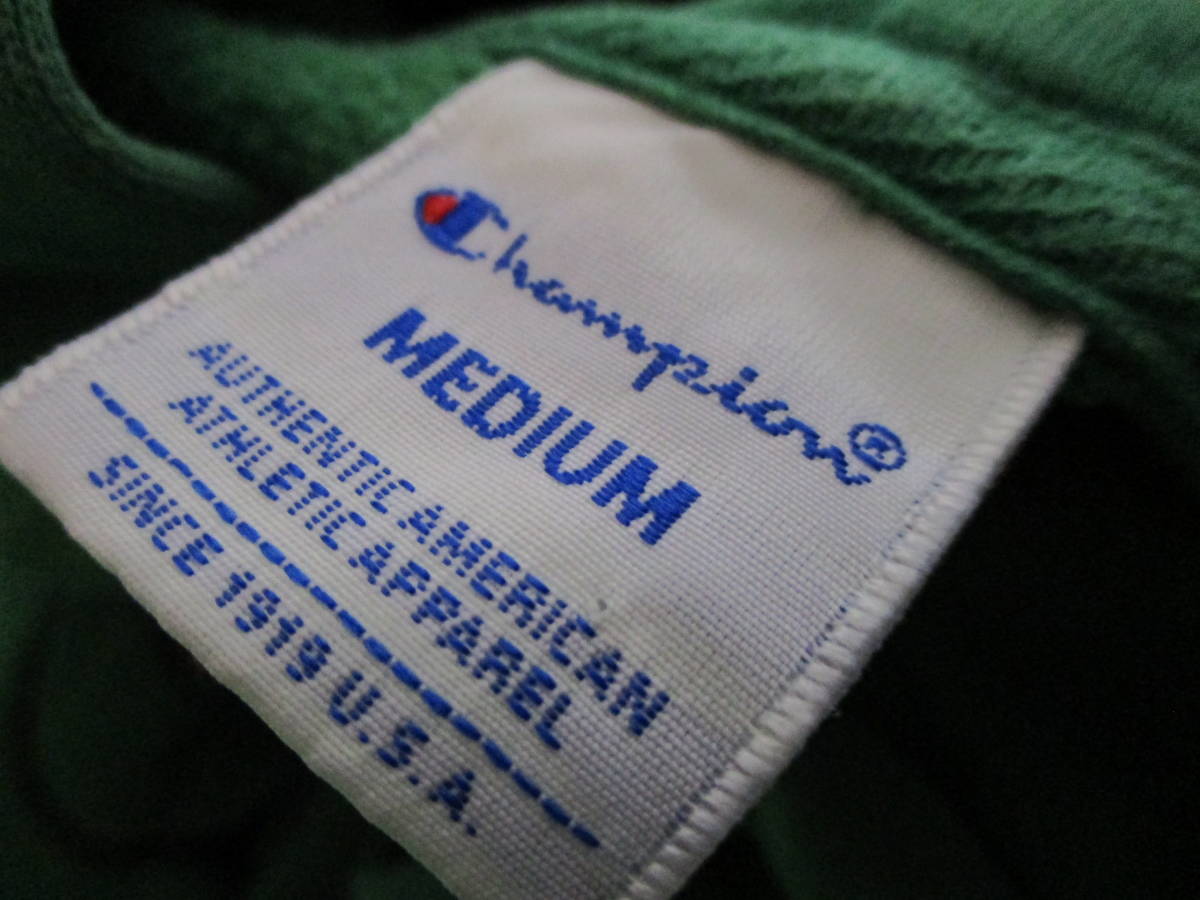 Champion®
MEDIUM
AUTHENTIC AMERICAN
ATHLETIC APPAREL
SINCE 1919 U.S.A.